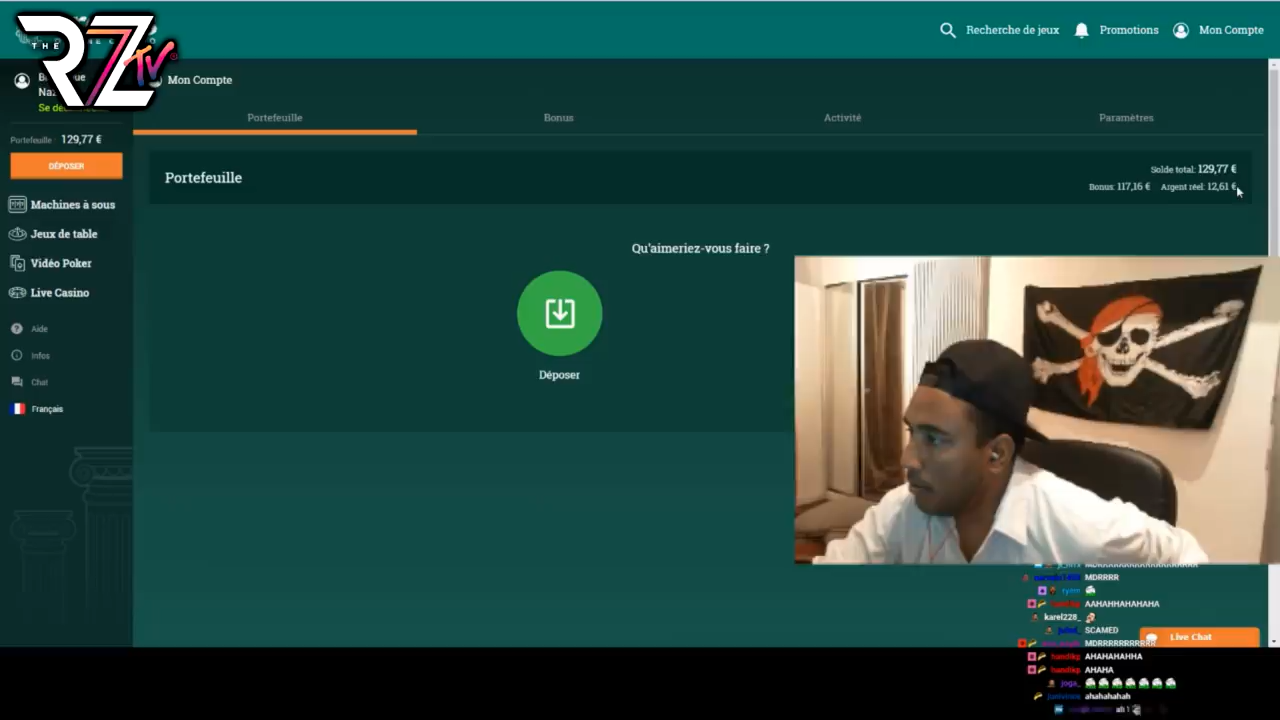 THE RZ TV
Recherche de jeux
Promotions
Mon Compte
Mon Compte
Portefeuille : 129,77 €
DÉPOSER
Machines à sous
Jeux de table
Vidéo Poker
Live Casino
Aide
Infos
Chat
Français
Portefeuille
Bonus
Activité
Paramètres
Portefeuille
Solde total: 129,77 €
Bonus: 117,16 € Argent réel: 12,61 €
Qu'aimeriez-vous faire ?
Déposer
MDRRRR
AAHAHHAHAHAHA
karel228_
SCAMED
Live Chat
MDRRRRRRRRRRR
handikp AHAHAHAHHA
handikp AHAHA
joga_
ahahahahah